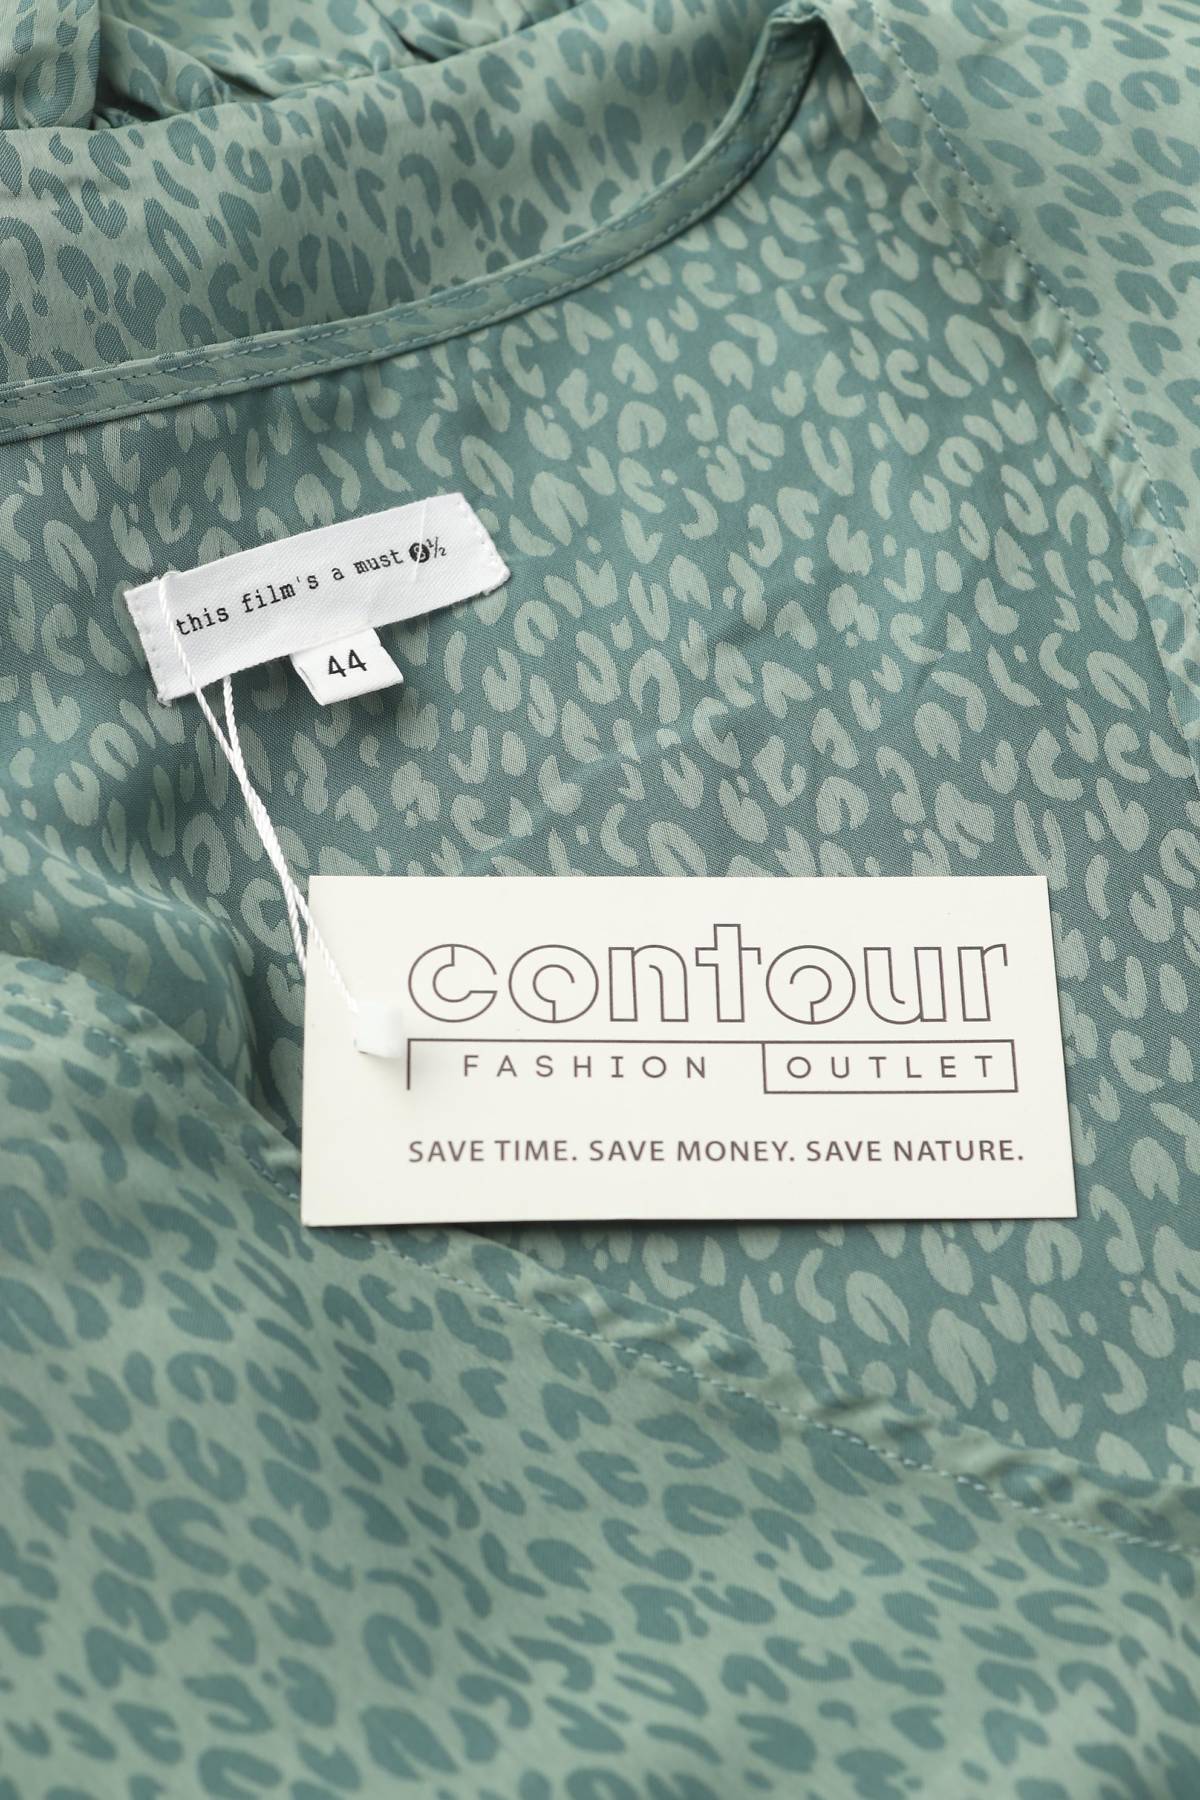 this film's a must 8½
44
contour
FASHION OUTLET
SAVE TIME. SAVE MONEY. SAVE NATURE.